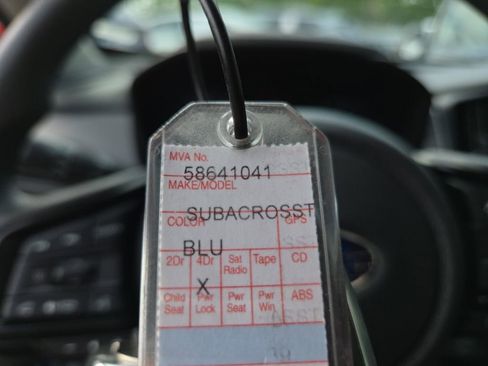 MVA No.
58641041
MAKE/MODEL
SUBACROSST
COLOR GPS
BLU
2Dr 4Dr Sat Radio Tape CD
X
Child Seat Pwr Lock Pwr Seat Pwr Win ABS